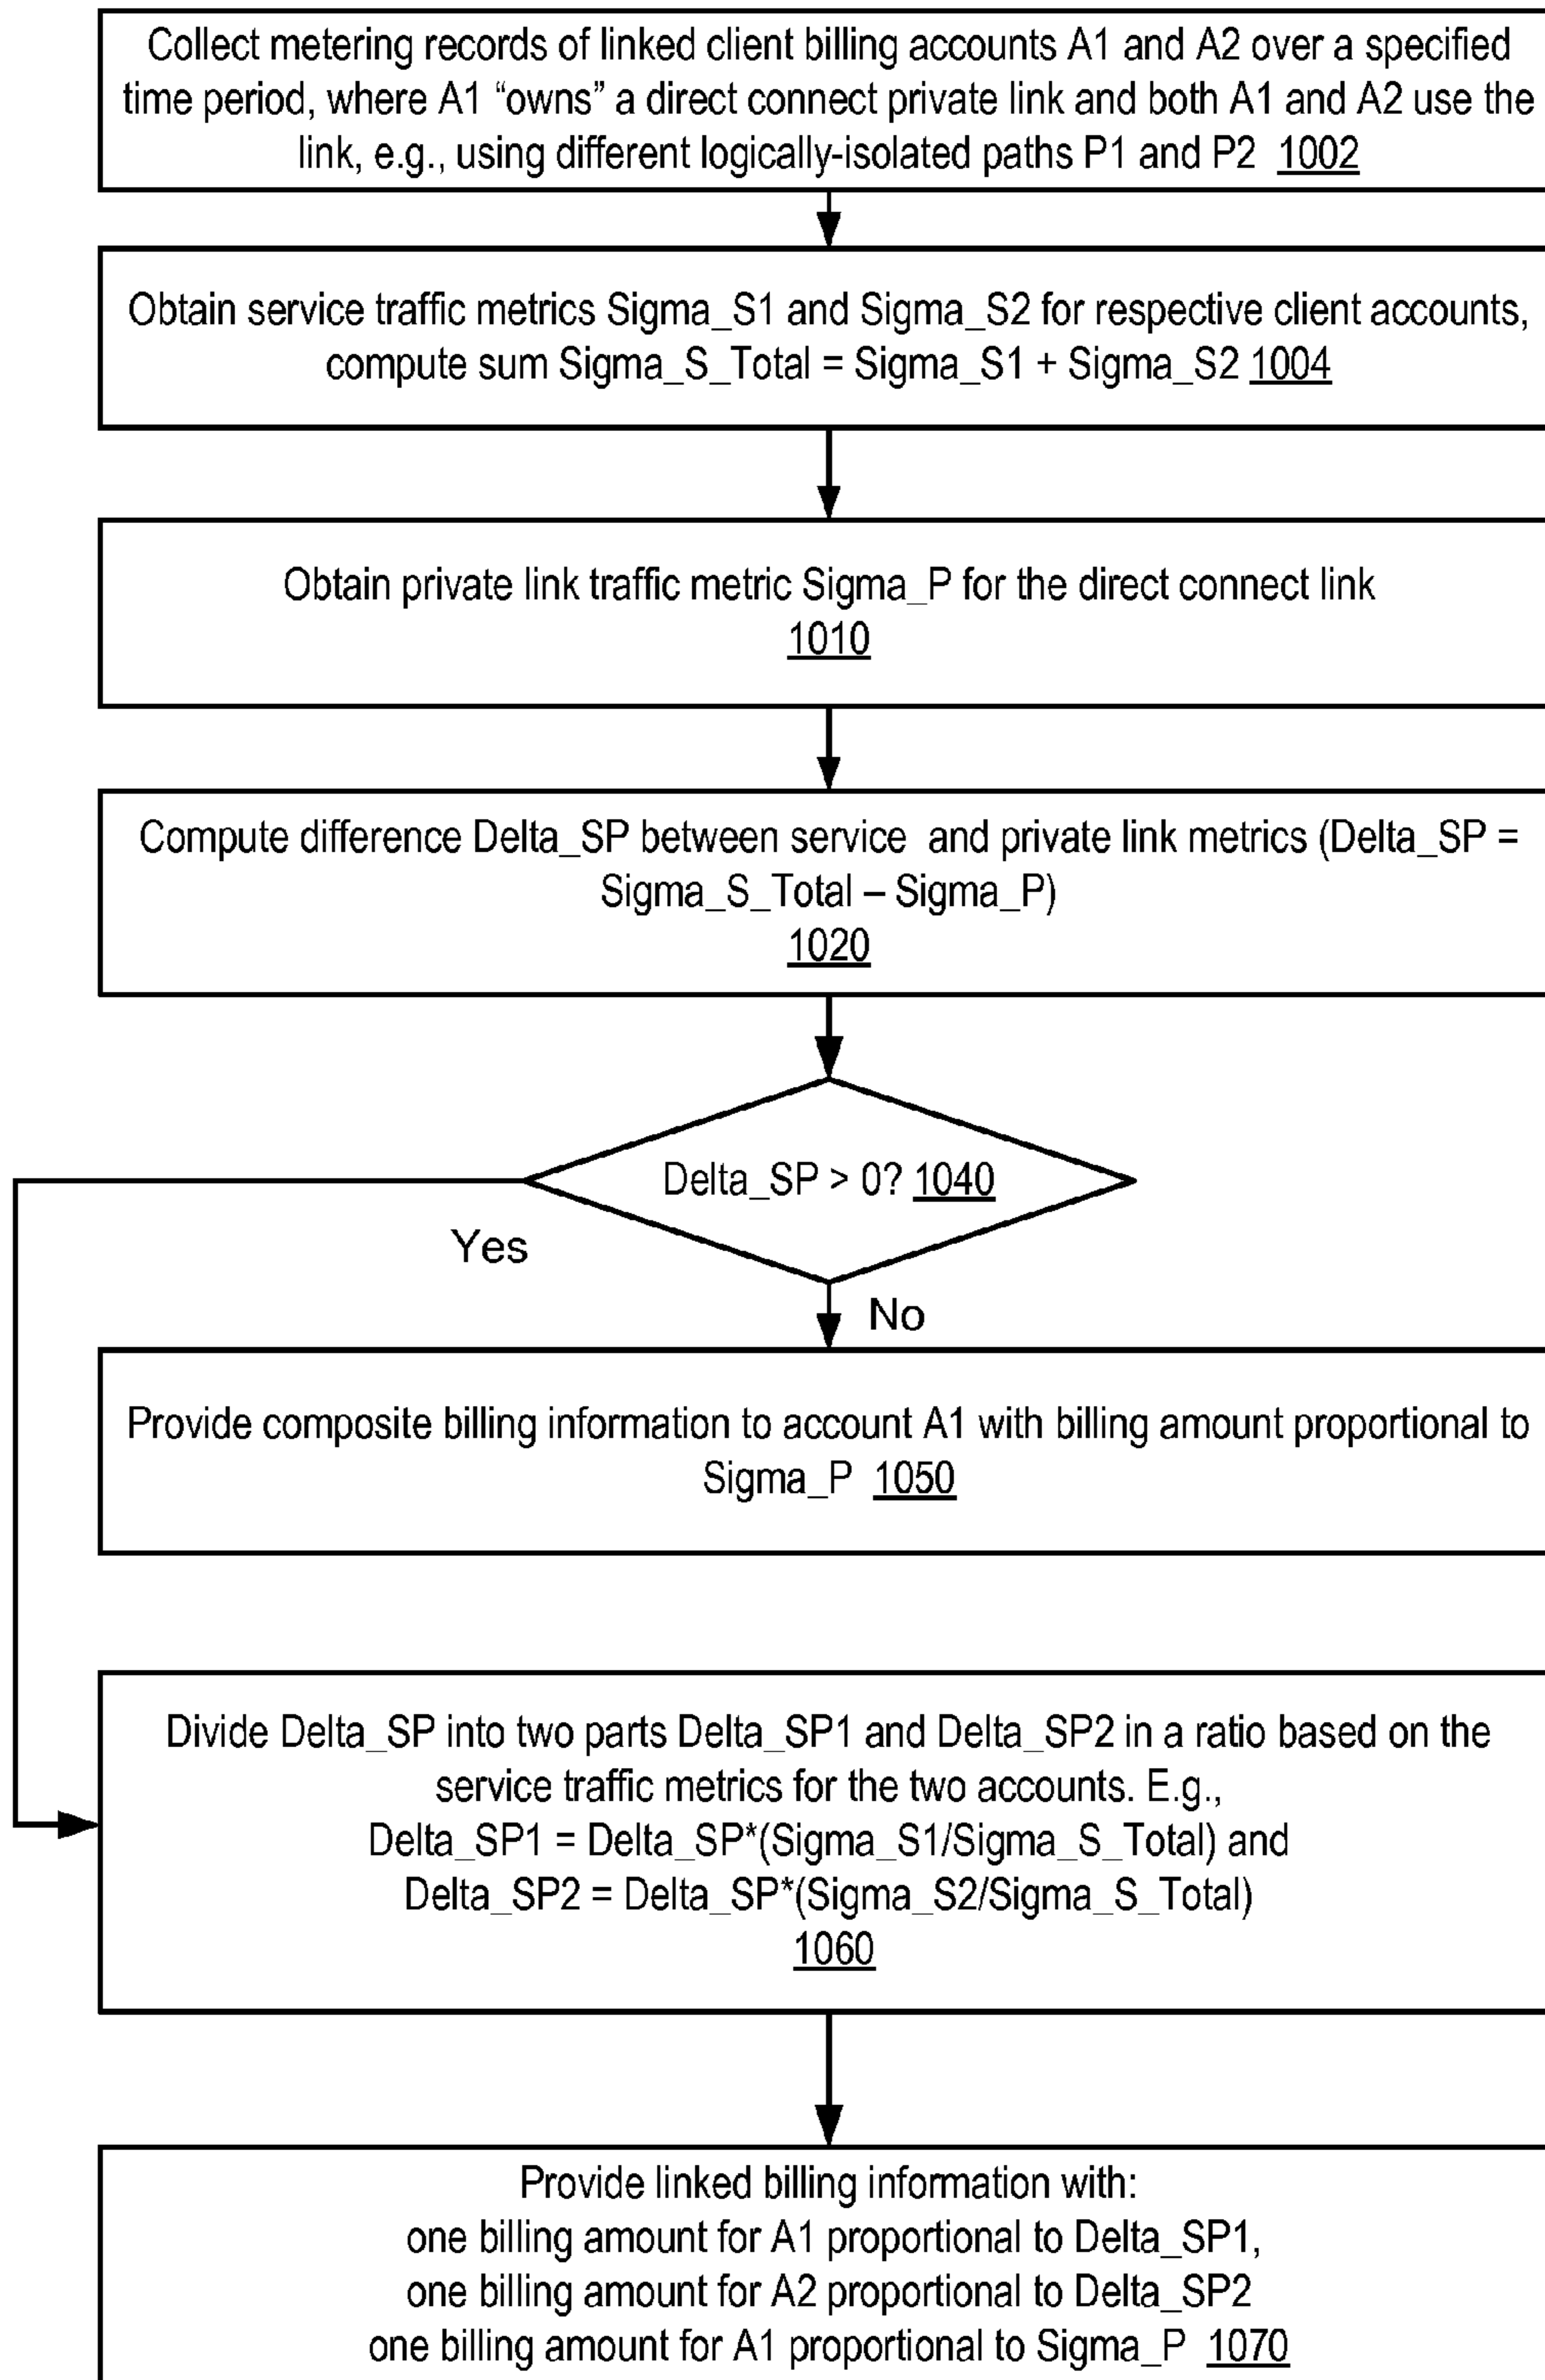 Collect metering records of linked client billing accounts A1 and A2 over a specified
time period, where A1 “owns” a direct connect private link and both A1 and A2 use the
link, e.g., using different logically-isolated paths P1 and P2 1002
Obtain service traffic metrics Sigma_S1 and Sigma_S2 for respective client accounts,
compute sum Sigma_S_Total = Sigma_S1 + Sigma_S2 1004
Obtain private link traffic metric Sigma_P for the direct connect link
1010
Compute difference Delta_SP between service and private link metrics (Delta_SP =
Sigma_S_Total – Sigma_P)
1020
Delta_SP > 0? 1040
Yes
No
Provide composite billing information to account A1 with billing amount proportional to
Sigma_P 1050
Divide Delta_SP into two parts Delta_SP1 and Delta_SP2 in a ratio based on the
service traffic metrics for the two accounts. E.g.,
Delta_SP1 = Delta_SP*(Sigma_S1/Sigma_S_Total) and
Delta_SP2 = Delta_SP*(Sigma_S2/Sigma_S_Total)
1060
Provide linked billing information with:
one billing amount for A1 proportional to Delta_SP1,
one billing amount for A2 proportional to Delta_SP2
one billing amount for A1 proportional to Sigma_P 1070